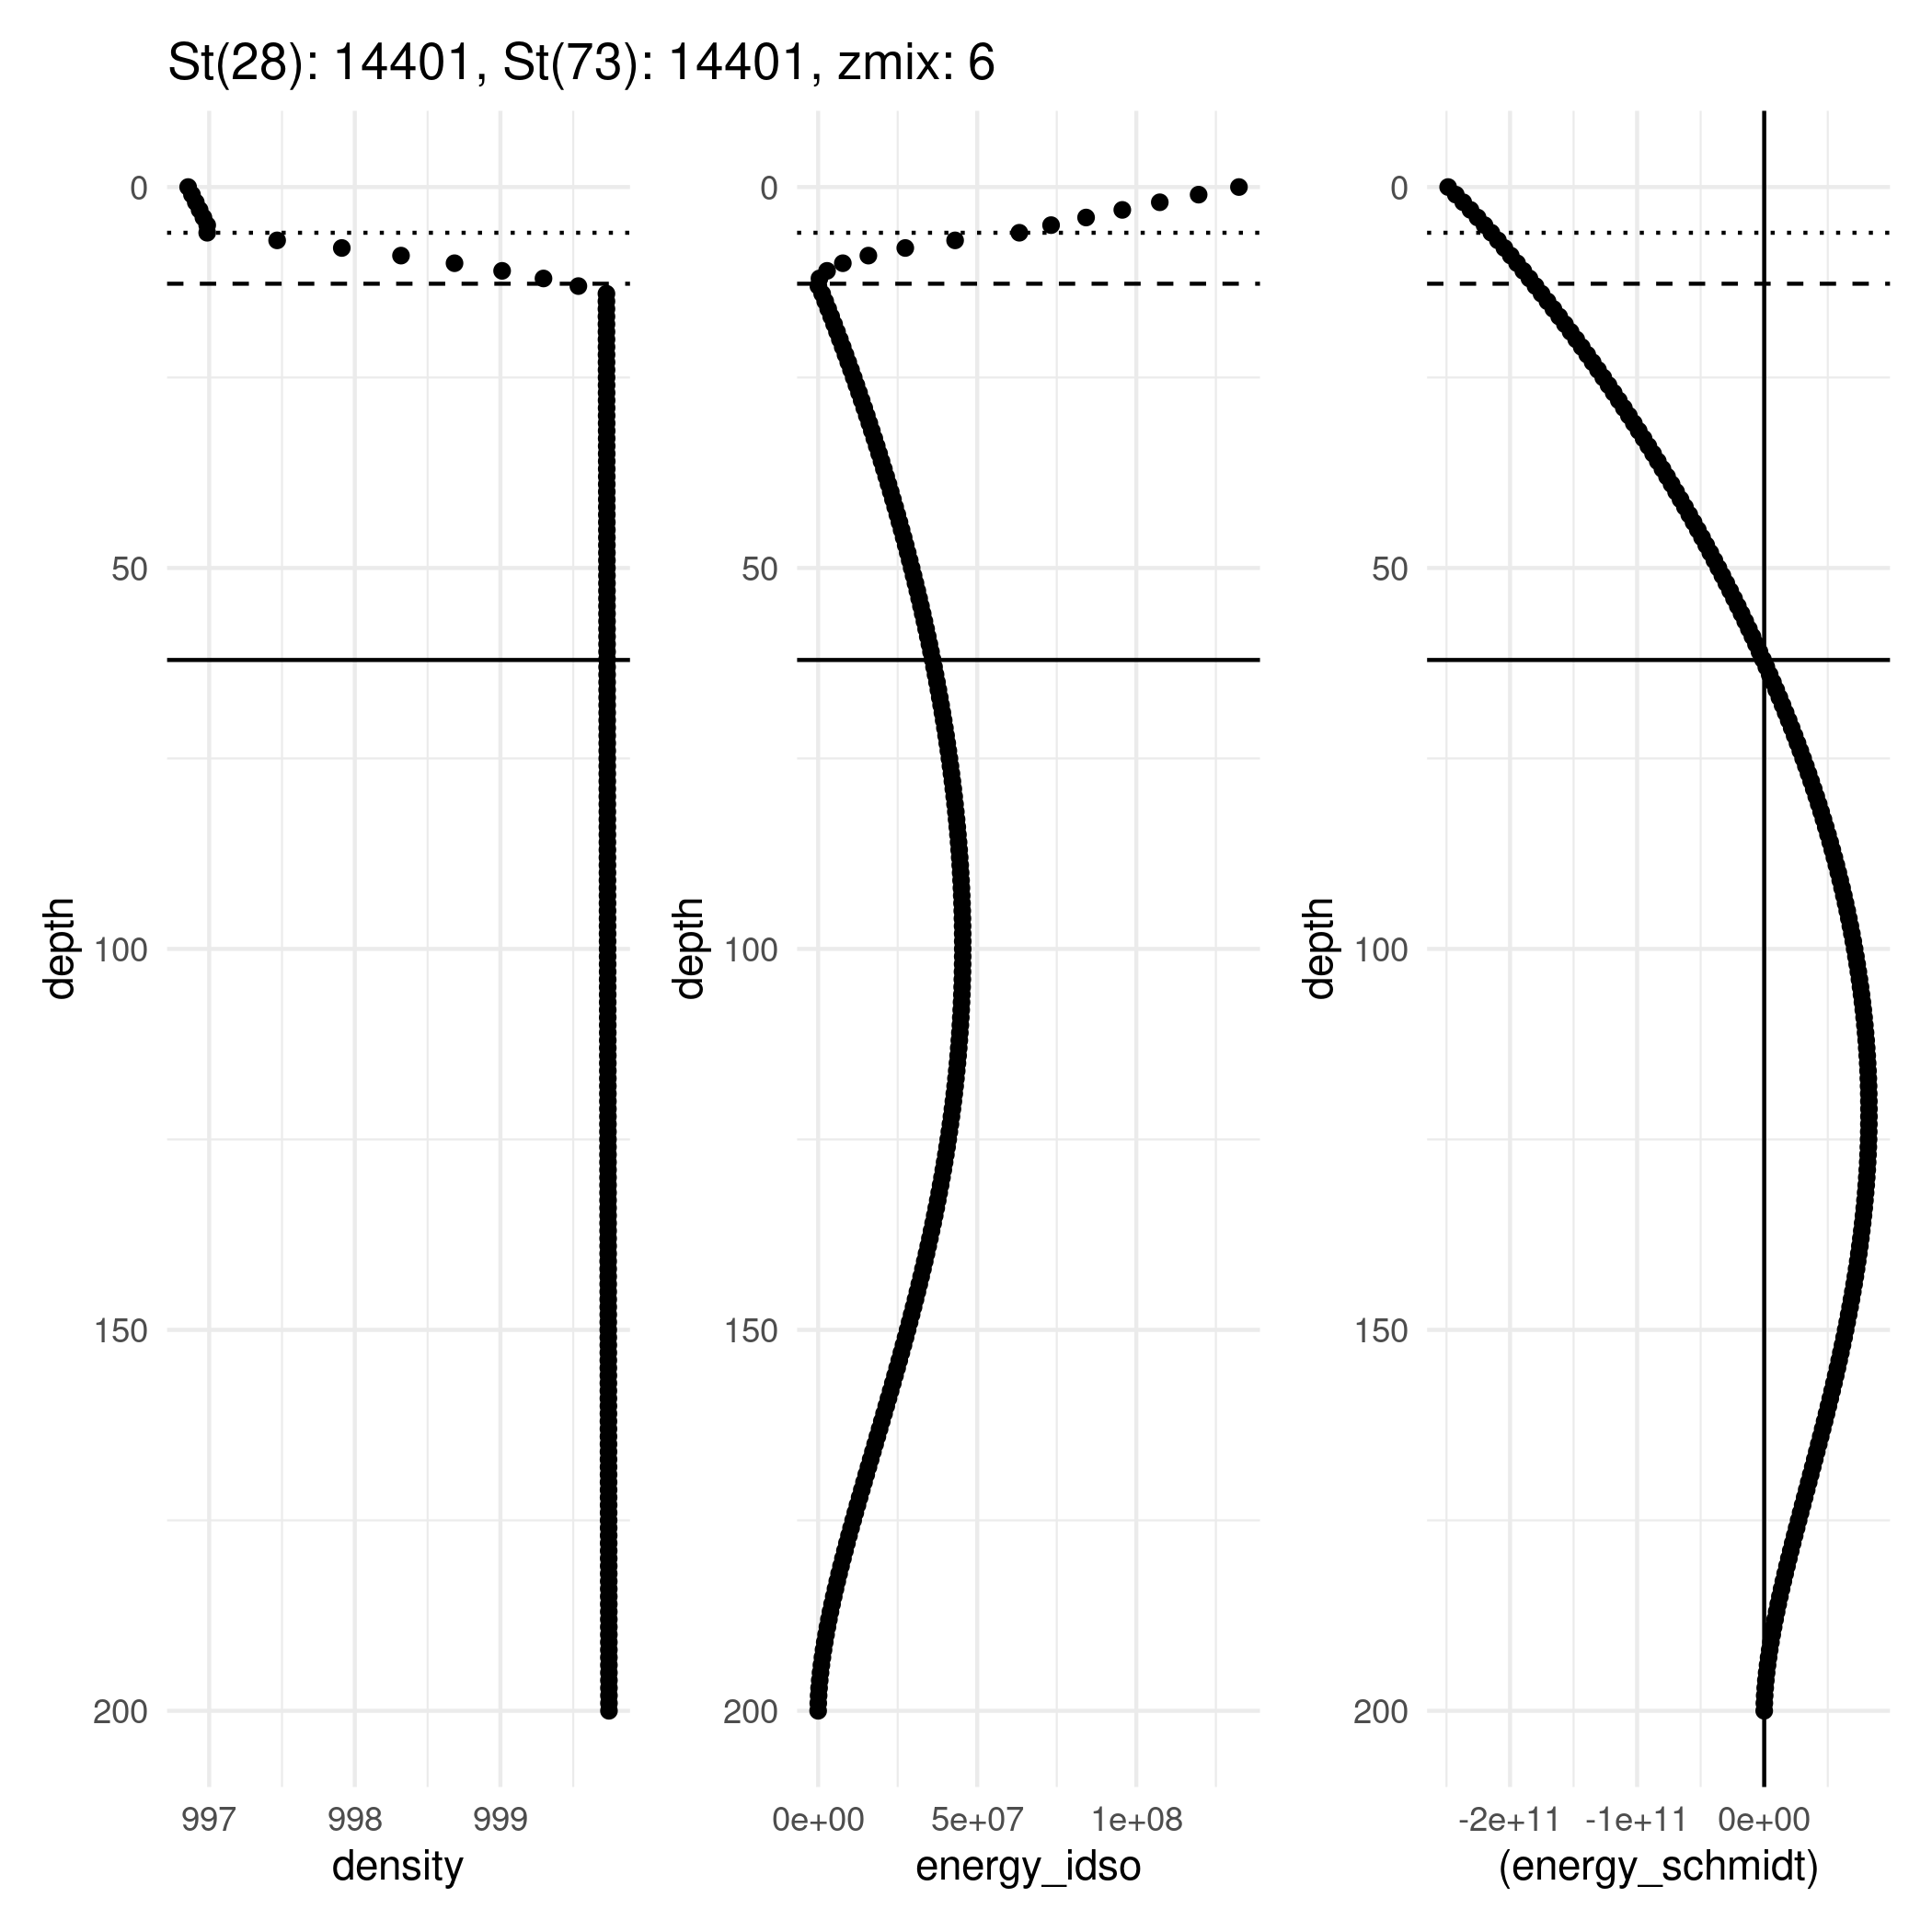 St(28): 14401, St(73): 14401, zmix: 6
0
50
100
150
200
depth
997 998 999
density
0
50
100
150
200
depth
0e+00 5e+07 1e+08
energy_idso
0
50
100
150
200
depth
-2e+11 -1e+11 0e+00
(energy_schmidt)